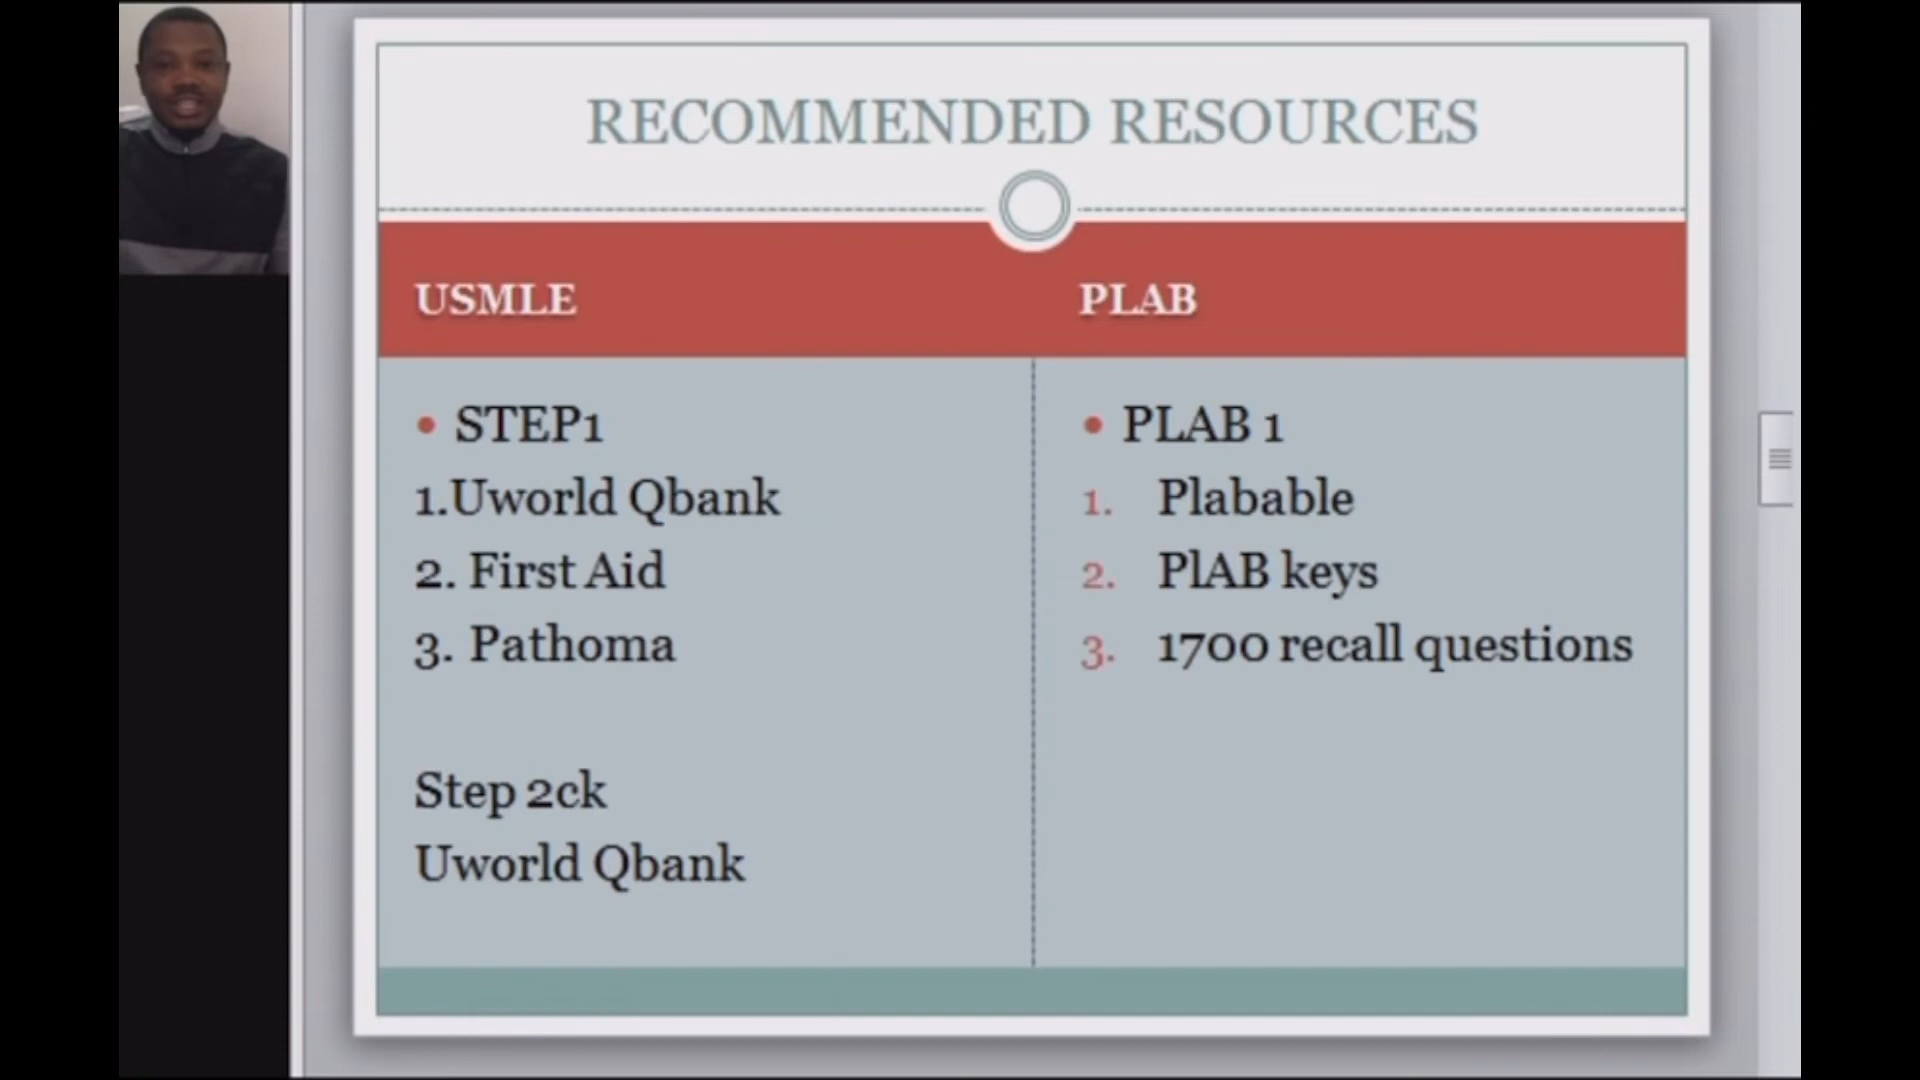 RECOMMENDED RESOURCES
USMLE
• STEP1
1.Uworld Qbank
2. First Aid
3. Pathoma
Step 2ck
Uworld Qbank
PLAB
• PLAB 1
1. Plabable
2. PlAB keys
3. 1700 recall questions